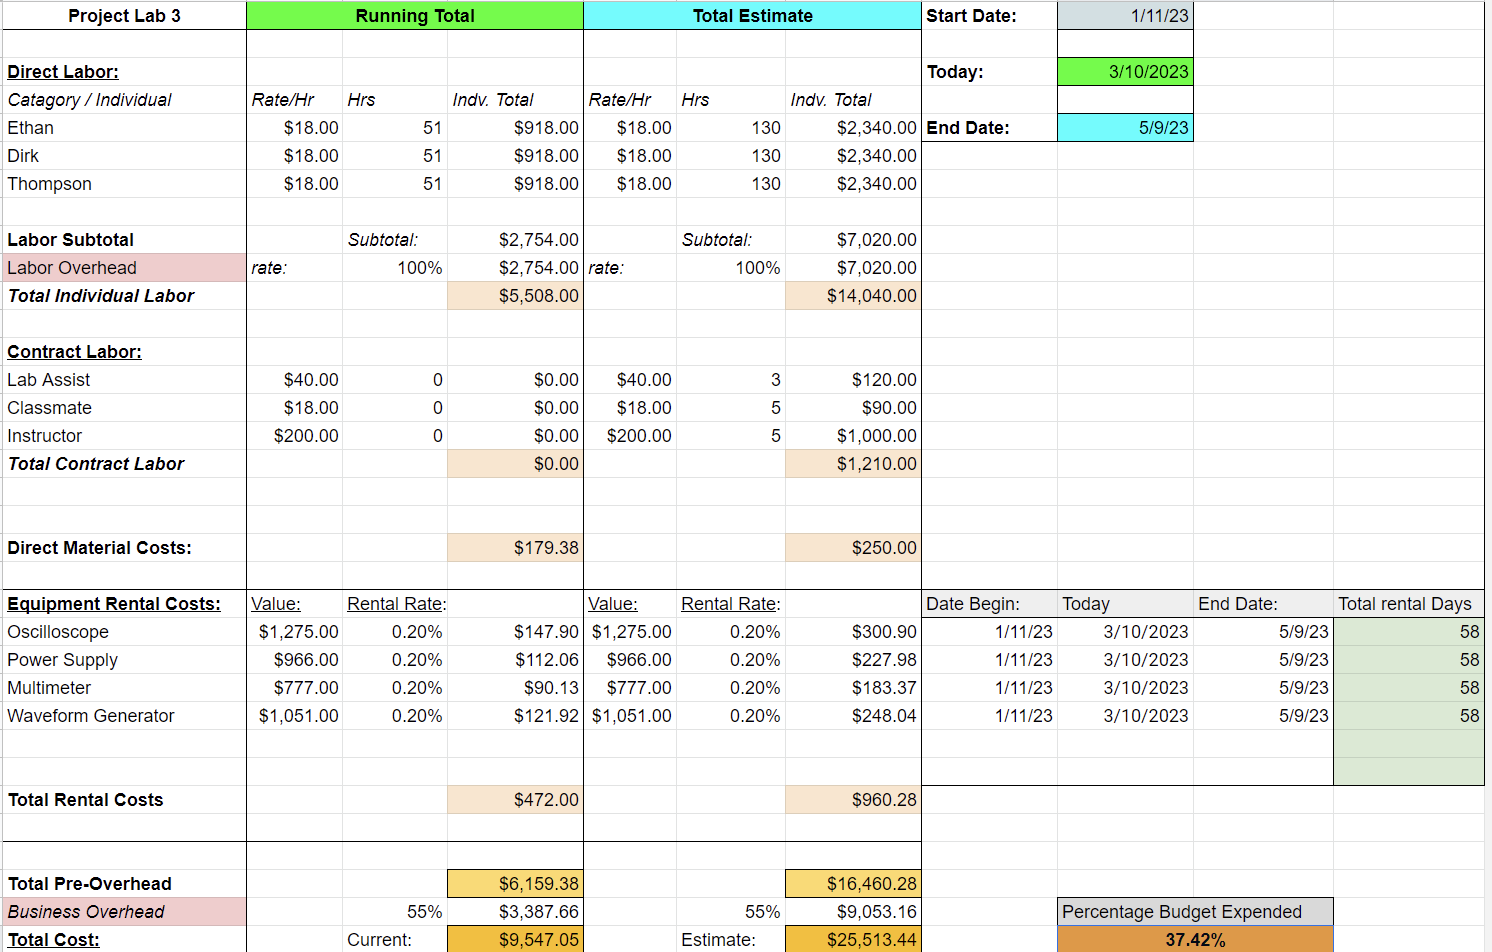 Project Lab 3 Running Total Total Estimate Start Date: 1/11/23
Direct Labor: Today: 3/10/2023
Catagory / Individual Rate/Hr Hrs Indv. Total Rate/Hr Hrs Indv. Total
Ethan $18.00 51 $918.00 $18.00 130 $2,340.00 End Date: 5/9/23
Dirk $18.00 51 $918.00 $18.00 130 $2,340.00
Thompson $18.00 51 $918.00 $18.00 130 $2,340.00
Labor Subtotal Subtotal: $2,754.00 Subtotal: $7,020.00
Labor Overhead rate: 100% $2,754.00 rate: 100% $7,020.00
Total Individual Labor $5,508.00 $14,040.00
Contract Labor:
Lab Assist $40.00 0 $0.00 $40.00 3 $120.00
Classmate $18.00 0 $0.00 $18.00 5 $90.00
Instructor $200.00 0 $0.00 $200.00 5 $1,000.00
Total Contract Labor $0.00 $1,210.00
Direct Material Costs: $179.38 $250.00
Equipment Rental Costs: Value: Rental Rate: Value: Rental Rate: Date Begin: Today End Date: Total rental Days
Oscilloscope $1,275.00 0.20% $147.90 $1,275.00 0.20% $300.90 1/11/23 3/10/2023 5/9/23 58
Power Supply $966.00 0.20% $112.06 $966.00 0.20% $227.98 1/11/23 3/10/2023 5/9/23 58
Multimeter $777.00 0.20% $90.13 $777.00 0.20% $183.37 1/11/23 3/10/2023 5/9/23 58
Waveform Generator $1,051.00 0.20% $121.92 $1,051.00 0.20% $248.04 1/11/23 3/10/2023 5/9/23 58
Total Rental Costs $472.00 $960.28
Total Pre-Overhead $6,159.38 $16,460.28
Business Overhead 55% $3,387.66 55% $9,053.16 Percentage Budget Expended
Total Cost: Current: $9,547.05 Estimate: $25,513.44 37.42%